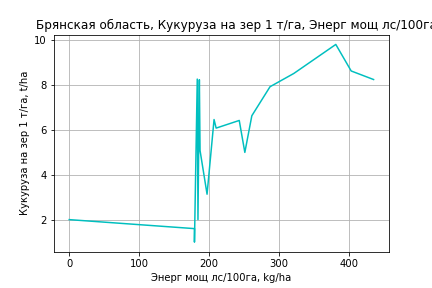 Брянская область, Кукуруза на зер 1 т/га, Энерг мощ лс/100га
10
8
6
4
2
Кукуруза на зер 1 т/га, t/ha
0 100 200 300 400
Энерг мощ лс/100га, kg/ha